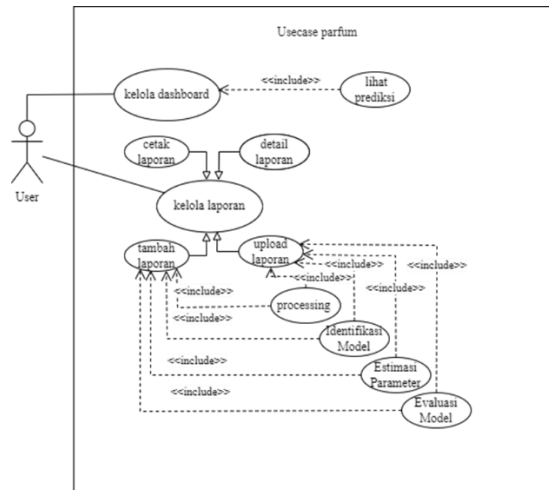 Usecase parfum
<<include>>
lihat
prediksi
kelola dashboard
cetak
laporan
detail
laporan
User
kelola laporan
tambah
laporan
upload
laporan
<<include>>
<<include>>
<<include>>
<<include>>
processing
<<include>>
<<include>>
Identifikasi
Model
<<include>>
Estimasi
Parameter
<<include>>
Evaluasi
Model